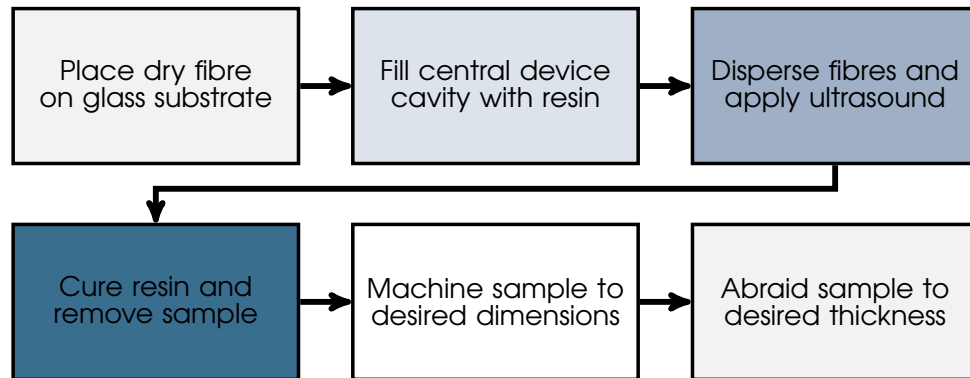 Place dry fibre
on glass substrate
Fill central device
cavity with resin
Disperse fibres and
apply ultrasound
Cure resin and
remove sample
Machine sample to
desired dimensions
Abraid sample to
desired thickness